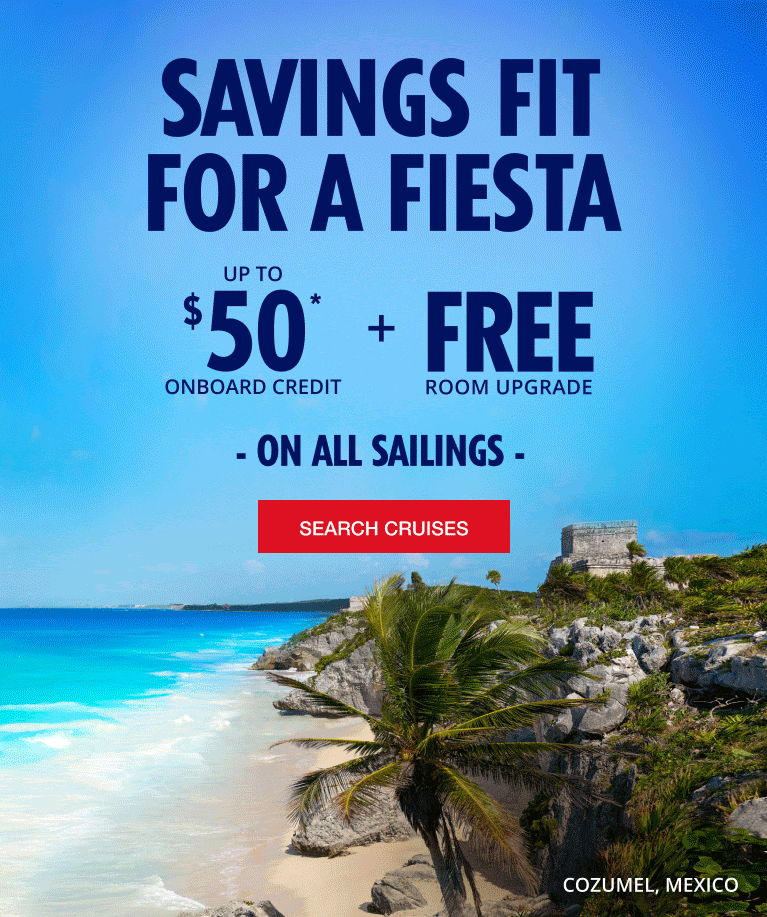 SAVINGS FIT
FOR A FIESTA
UP TO
$50*
ONBOARD CREDIT
+
FREE
ROOM UPGRADE
- ON ALL SAILINGS -
SEARCH CRUISES
COZUMEL, MEXICO